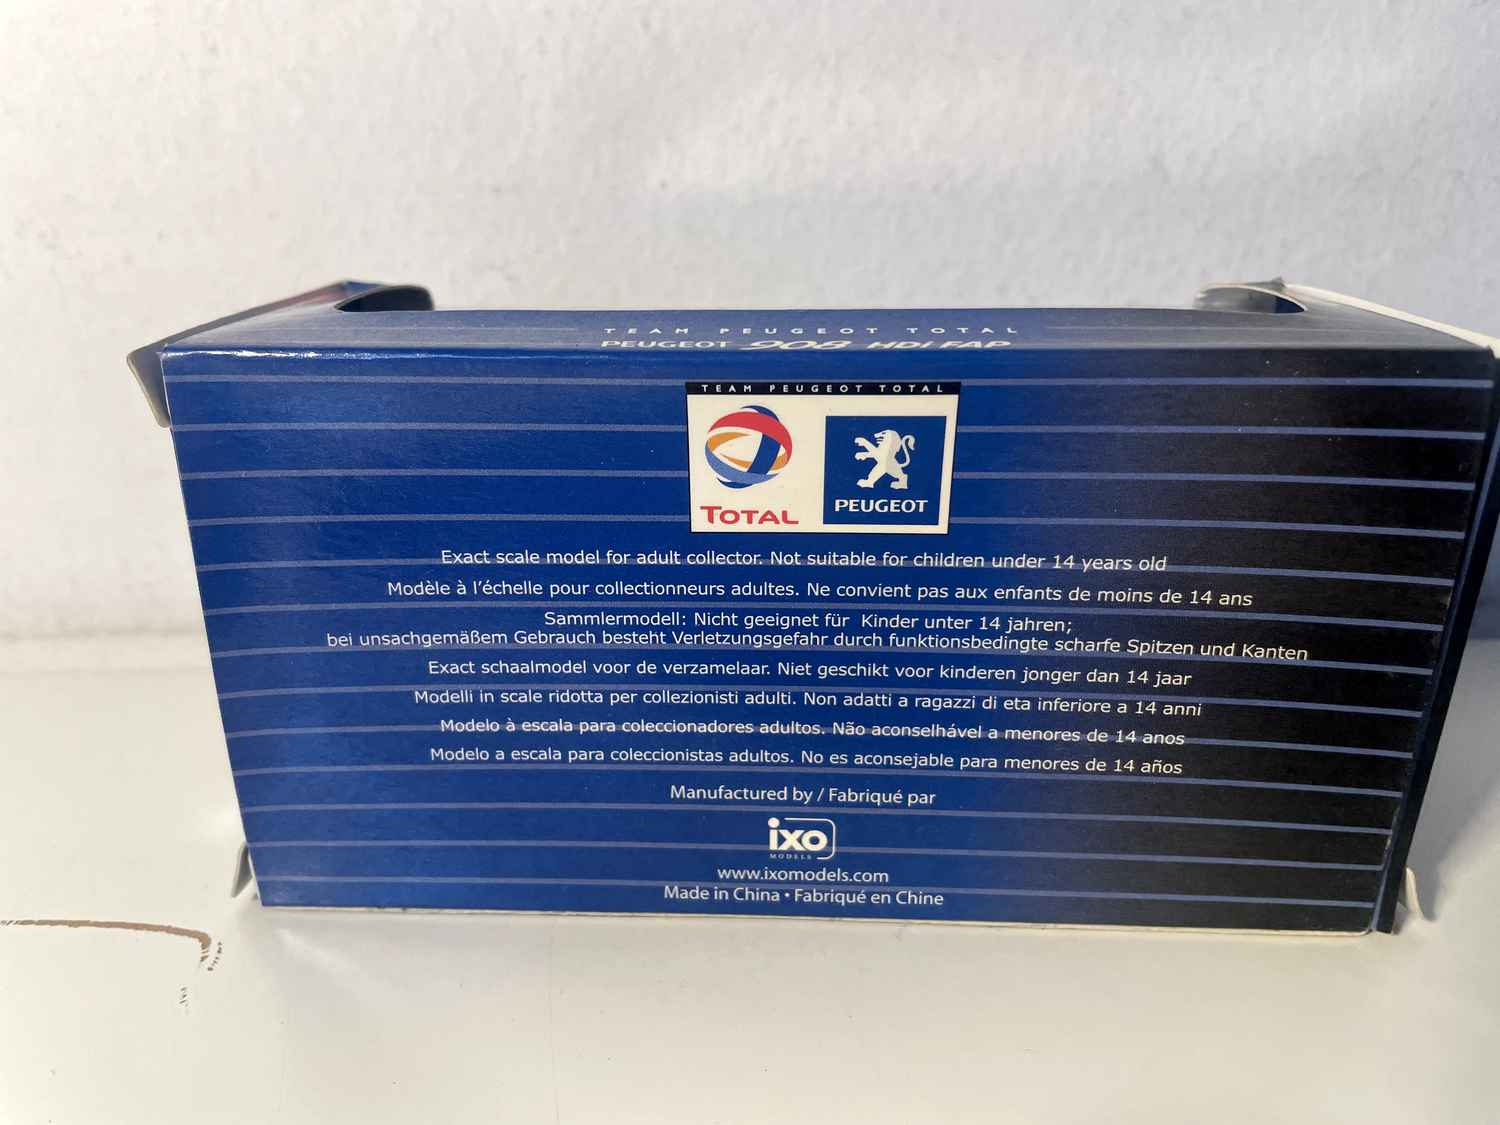 TEAM PEUGEOT TOTAL
PEUGEOT 908 HDI FAP
TEAM PEUGEOT TOTAL
TOTAL
PEUGEOT
Exact scale model for adult collector. Not suitable for children under 14 years old
Modèle à l'échelle pour collectionneurs adultes. Ne convient pas aux enfants de moins de 14 ans
Sammlermodell: Nicht geeignet für Kinder unter 14 jahren;
bei unsachgemäßem Gebrauch besteht Verletzungsgefahr durch funktionsbedingte scharfe Spitzen und Kanten
Exact schaalmodel voor de verzamelaar. Niet geschikt voor kinderen jonger dan 14 jaar
Modelli in scale ridotta per collezionisti adulti. Non adatti a ragazzi di eta inferiore a 14 anni
Modelo à escala para coleccionadores adultos. Não aconselhável a menores de 14 anos
Modelo a escala para coleccionistas adultos. No es aconsejable para menores de 14 años
Manufactured by / Fabriqué par
ixo
MODELS
www.ixomodels.com
Made in China • Fabriqué en Chine